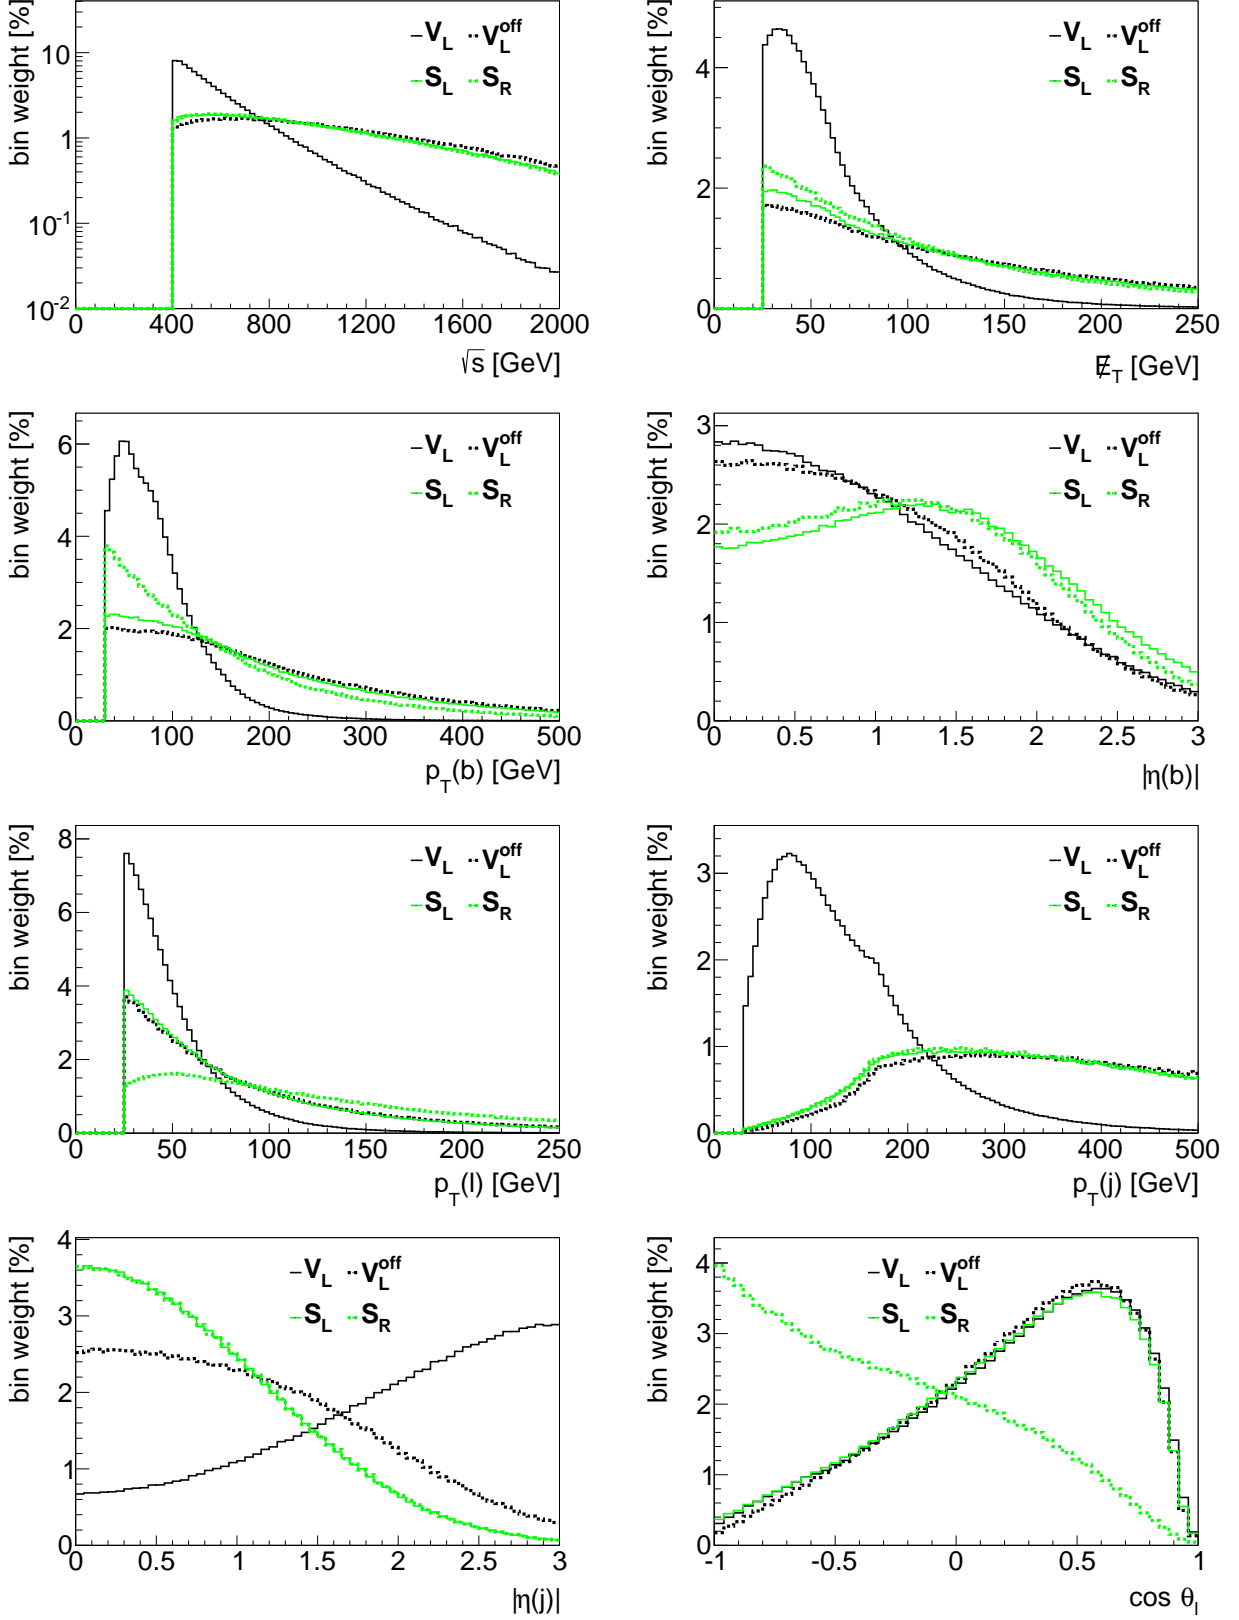 bin weight [%]
10
1
10⁻¹
10⁻²
V_L V_L^off
S_L S_R
0 400 800 1200 1600 2000
√s [GeV]
bin weight [%]
4
2
0
V_L V_L^off
S_L S_R
0 50 100 150 200 250
E̸_T [GeV]
bin weight [%]
6
4
2
0
V_L V_L^off
S_L S_R
0 100 200 300 400 500
p_T(b) [GeV]
bin weight [%]
3
2
1
0
V_L V_L^off
S_L S_R
0 0.5 1 1.5 2 2.5 3
|η(b)|
bin weight [%]
8
6
4
2
0
V_L V_L^off
S_L S_R
0 50 100 150 200 250
p_T(l) [GeV]
bin weight [%]
3
2
1
0
V_L V_L^off
S_L S_R
0 100 200 300 400 500
p_T(j) [GeV]
bin weight [%]
4
3
2
1
0
V_L V_L^off
S_L S_R
0 0.5 1 1.5 2 2.5 3
|η(j)|
bin weight [%]
4
3
2
1
0
V_L V_L^off
S_L S_R
-1 -0.5 0 0.5 1
cos θ_l